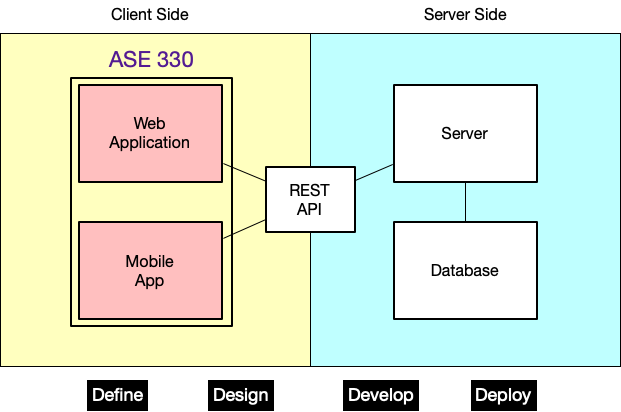 Client Side
Server Side
ASE 330
Web
Application
Server
REST
API
Mobile
App
Database
Define
Design
Develop
Deploy